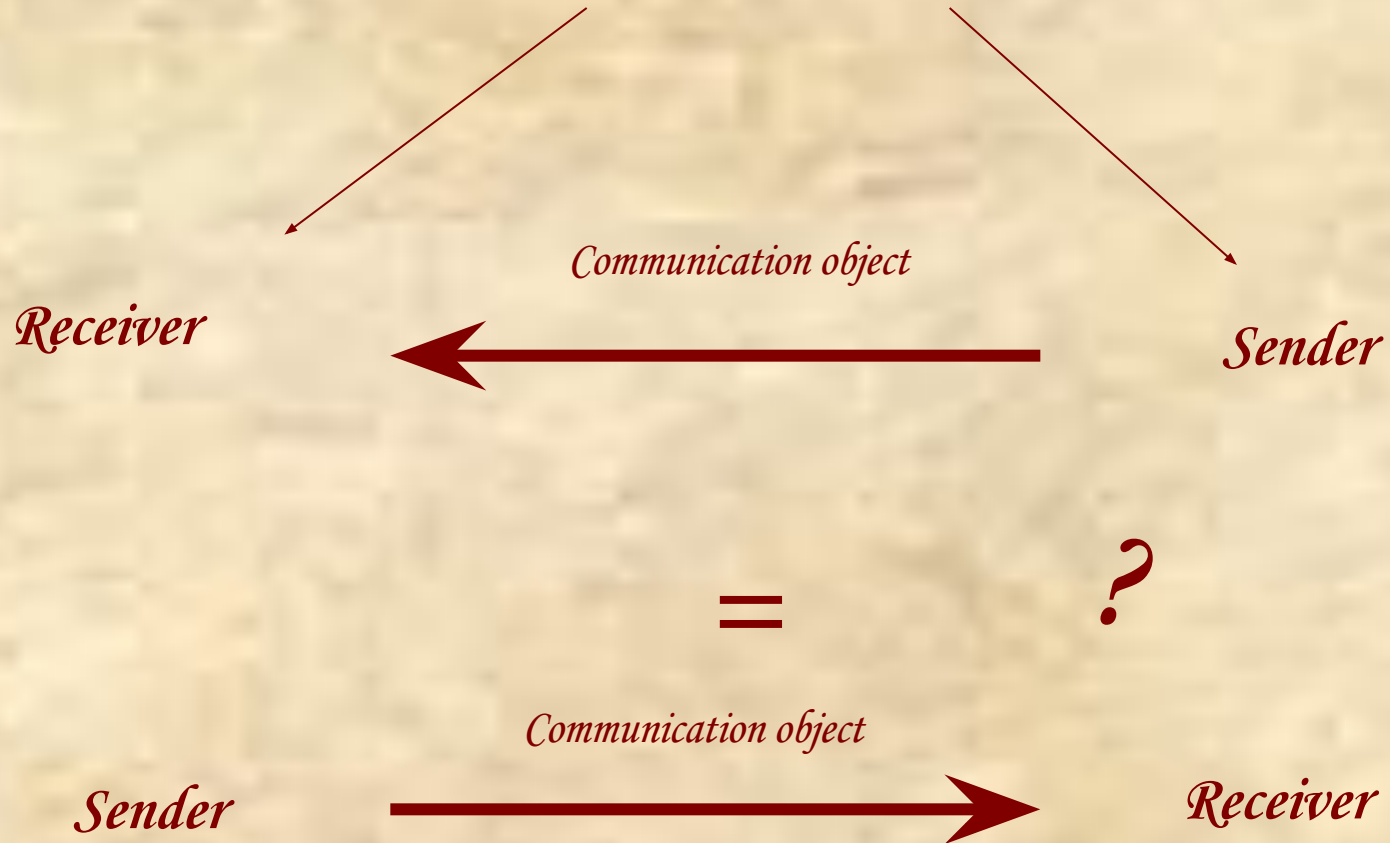 Communication object
Receiver
Sender
?
=
Communication object
Sender
Receiver